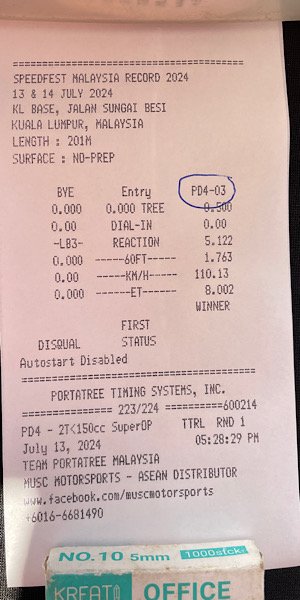 =====================================
SPEEDFEST MALAYSIA RECORD 2024
13 & 14 JULY 2024
KL BASE, JALAN SUNGAI BESI
KUALA LUMPUR, MALAYSIA
LENGTH : 201M
SURFACE : NO-PREP
BYE Entry PD4-03
0.000 0.000 TREE 0.500
0.00 DIAL-IN 0.00
-LB3- REACTION 5.122
0.000 ------60FT------ 1.763
0.00 -----KM/H------ 110.13
0.000 ------ET------- 8.002
WINNER
FIRST
DISQUAL STATUS
Autostart Disabled
=====================================
PORTATREE TIMING SYSTEMS, INC.
=============== 223/224 =========600214
PD4 - 2T<150cc SuperOP TTRL RND 1
July 13, 2024 05:28:29 PM
TEAM PORTATREE MALAYSIA
MUSC MOTORSPORTS - ASEAN DISTRIBUTOR
www.facebook.com/muscmotorsports
+6016-6681490
NO.10 5mm 1000stck
OFFICE